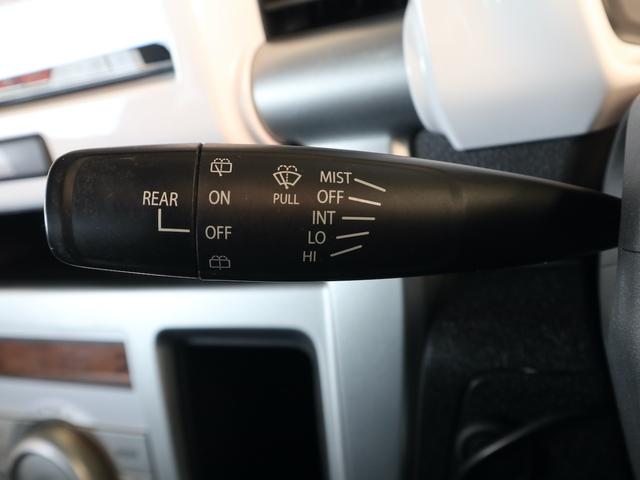 REAR
ON
OFF
PULL
MIST
OFF
INT
LO
HI